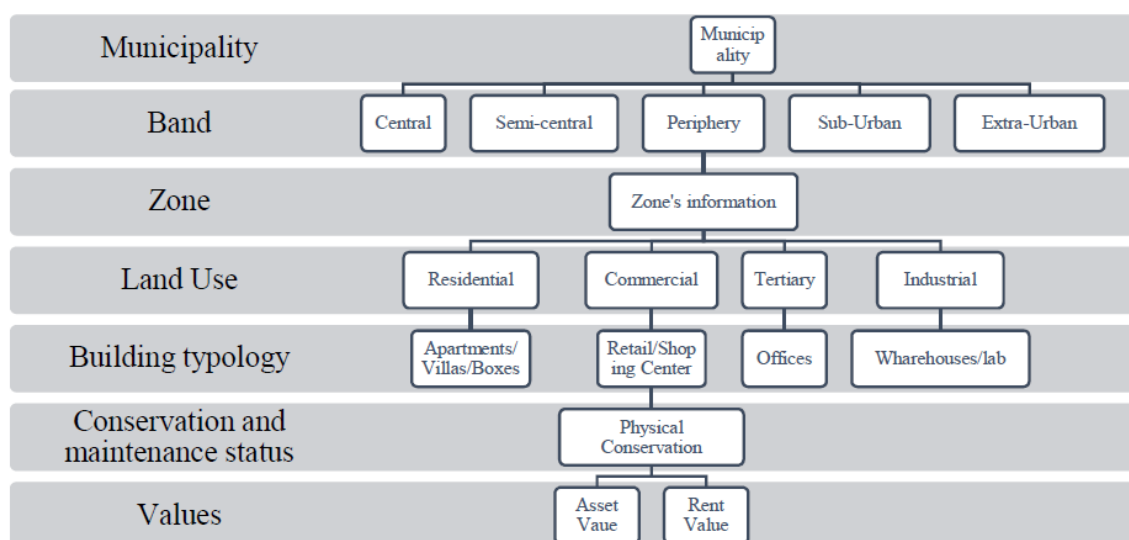 Municipality
Municip
ality
Band
Central
Semi-central
Periphery
Sub-Urban
Extra-Urban
Zone
Zone's information
Land Use
Residential
Commercial
Tertiary
Industrial
Building typology
Apartments/
Villas/Boxes
Retail/Shop
ing Center
Offices
Wharehouses/lab
Conservation and
maintenance status
Physical
Conservation
Values
Asset
Vaue
Rent
Value